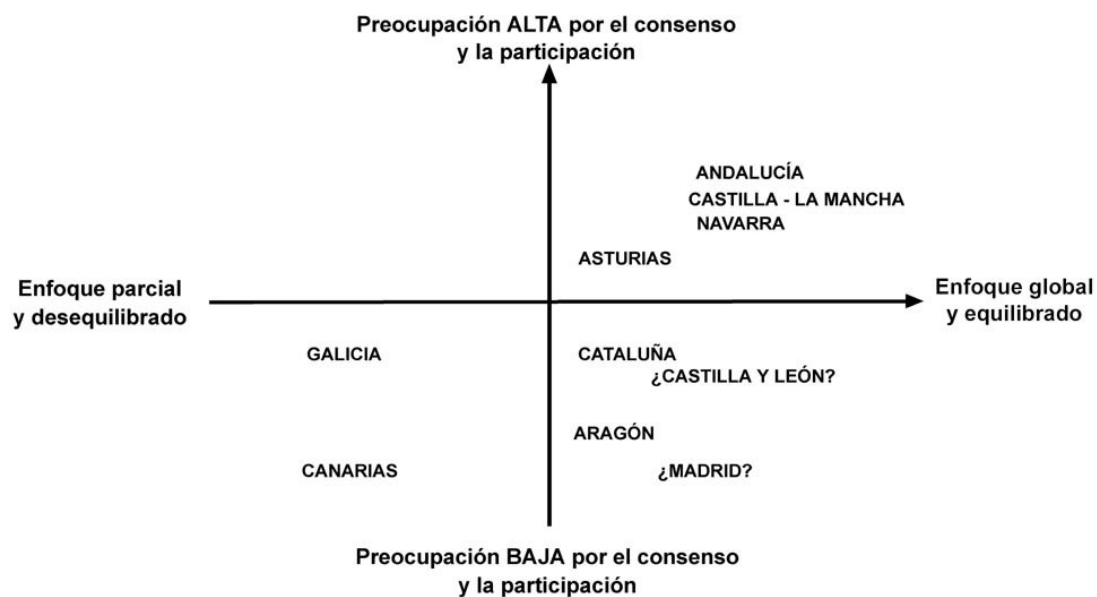 Preocupación ALTA por el consenso
y la participación
ANDALUCÍA
CASTILLA - LA MANCHA
NAVARRA
ASTURIAS
Enfoque parcial
y desequilibrado
Enfoque global
y equilibrado
GALICIA
CATALUÑA
¿CASTILLA Y LEÓN?
ARAGÓN
CANARIAS
¿MADRID?
Preocupación BAJA por el consenso
y la participación